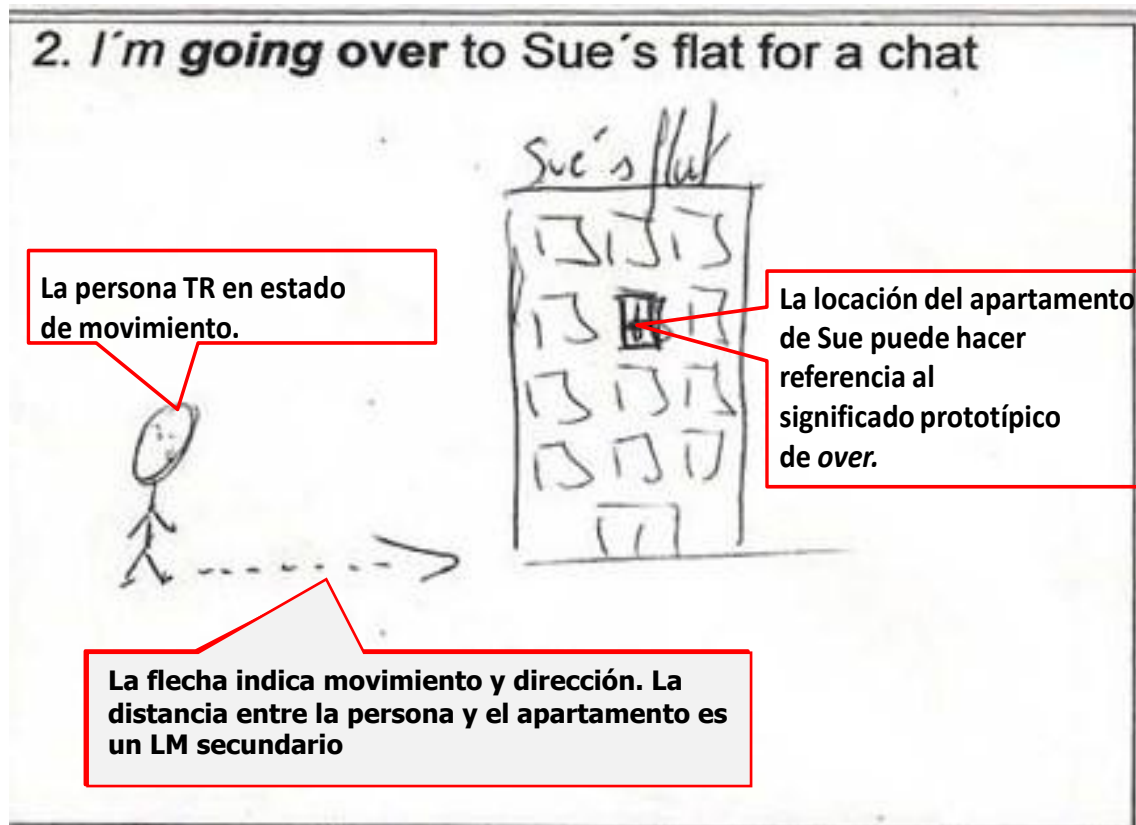 2. I´m going over to Sue´s flat for a chat
Sue´s flat
La persona TR en estado
de movimiento.
La locación del apartamento
de Sue puede hacer
referencia al
significado prototípico
de over.
La flecha indica movimiento y dirección. La
distancia entre la persona y el apartamento es
un LM secundario